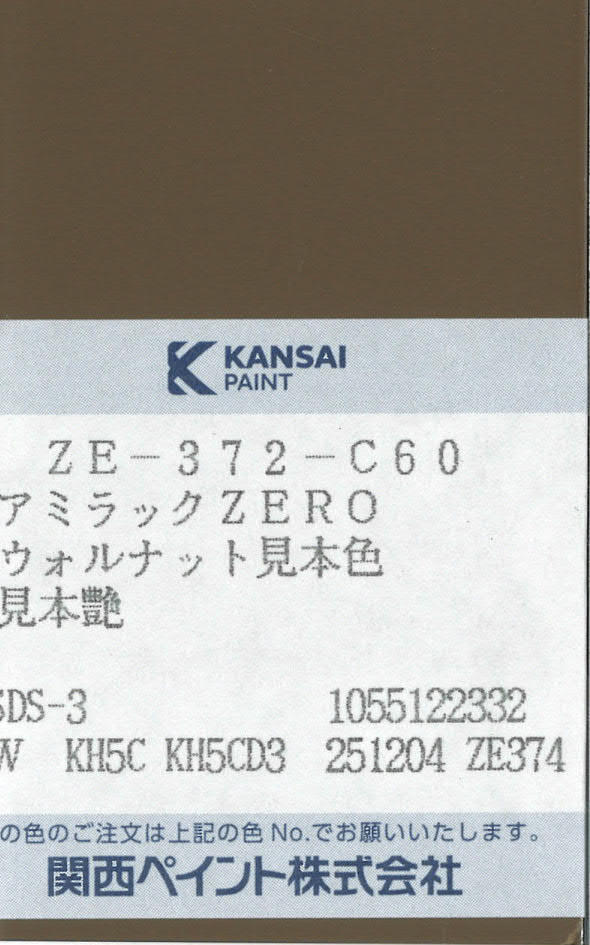 KANSAI
PAINT
ZE-372-C60
アミラックZERO
ウォルナット見本色
見本艶
SDS-3 1055122332
W KH5C KH5CD3 251204 ZE374
の色のご注文は上記の色No.でお願いいたします。
関西ペイント株式会社